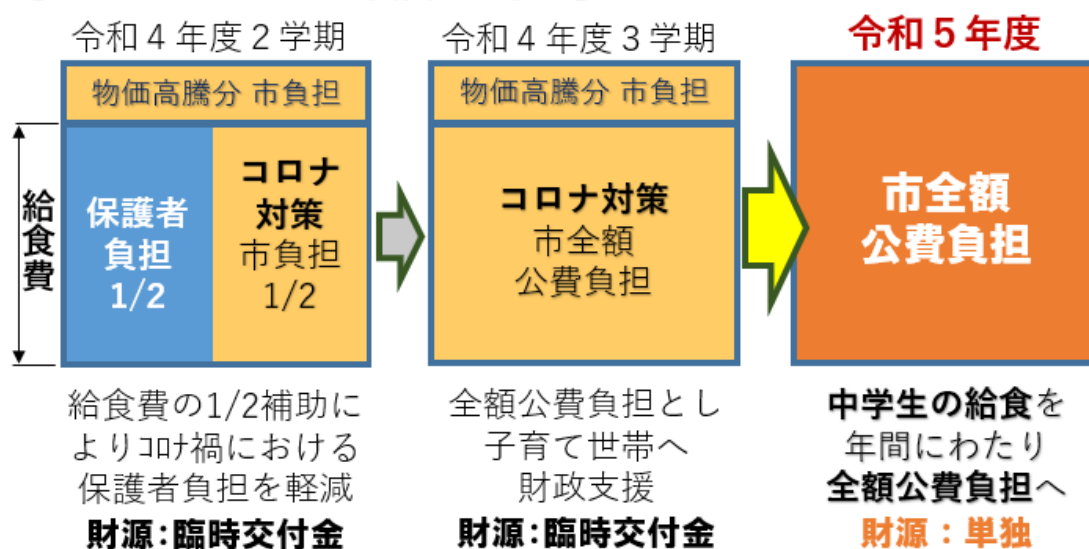 令和４年度２学期
物価高騰分 市負担
給食費
保護者
負担
1/2
コロナ
対策
市負担
1/2
給食費の1/2補助に
よりｺﾛﾅ禍における
保護者負担を軽減
財源：臨時交付金
令和４年度３学期
物価高騰分 市負担
コロナ対策
市全額
公費負担
全額公費負担とし
子育て世帯へ
財政支援
財源：臨時交付金
令和５年度
市全額
公費負担
中学生の給食を
年間にわたり
全額公費負担へ
財源：単独